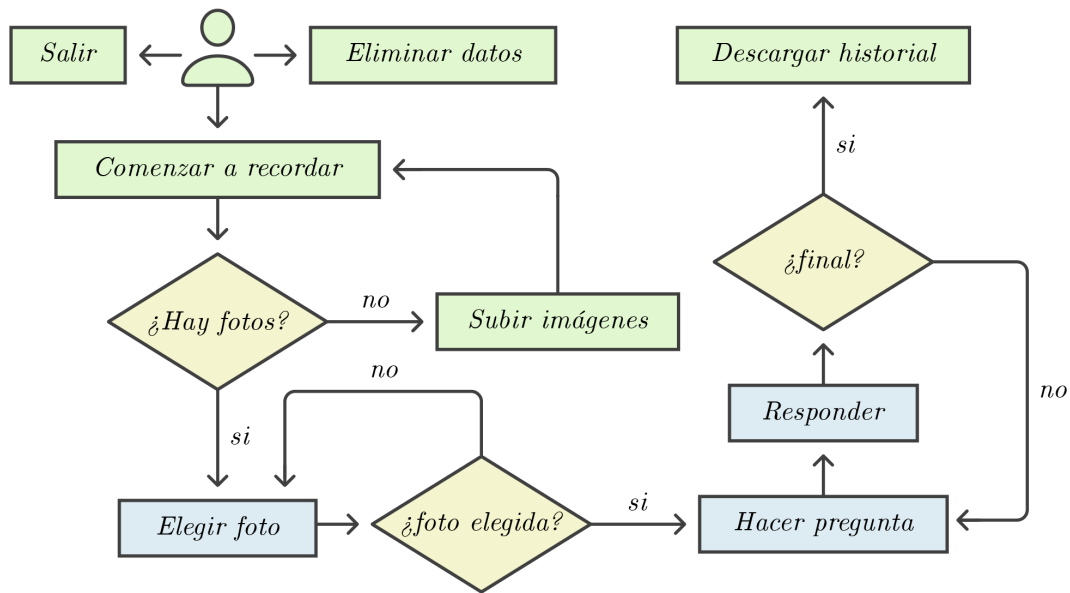 Salir
Eliminar datos
Descargar historial
Comenzar a recordar
si
¿final?
¿Hay fotos?
no
Subir imágenes
no
si
Responder
no
Elegir foto
¿foto elegida?
si
Hacer pregunta